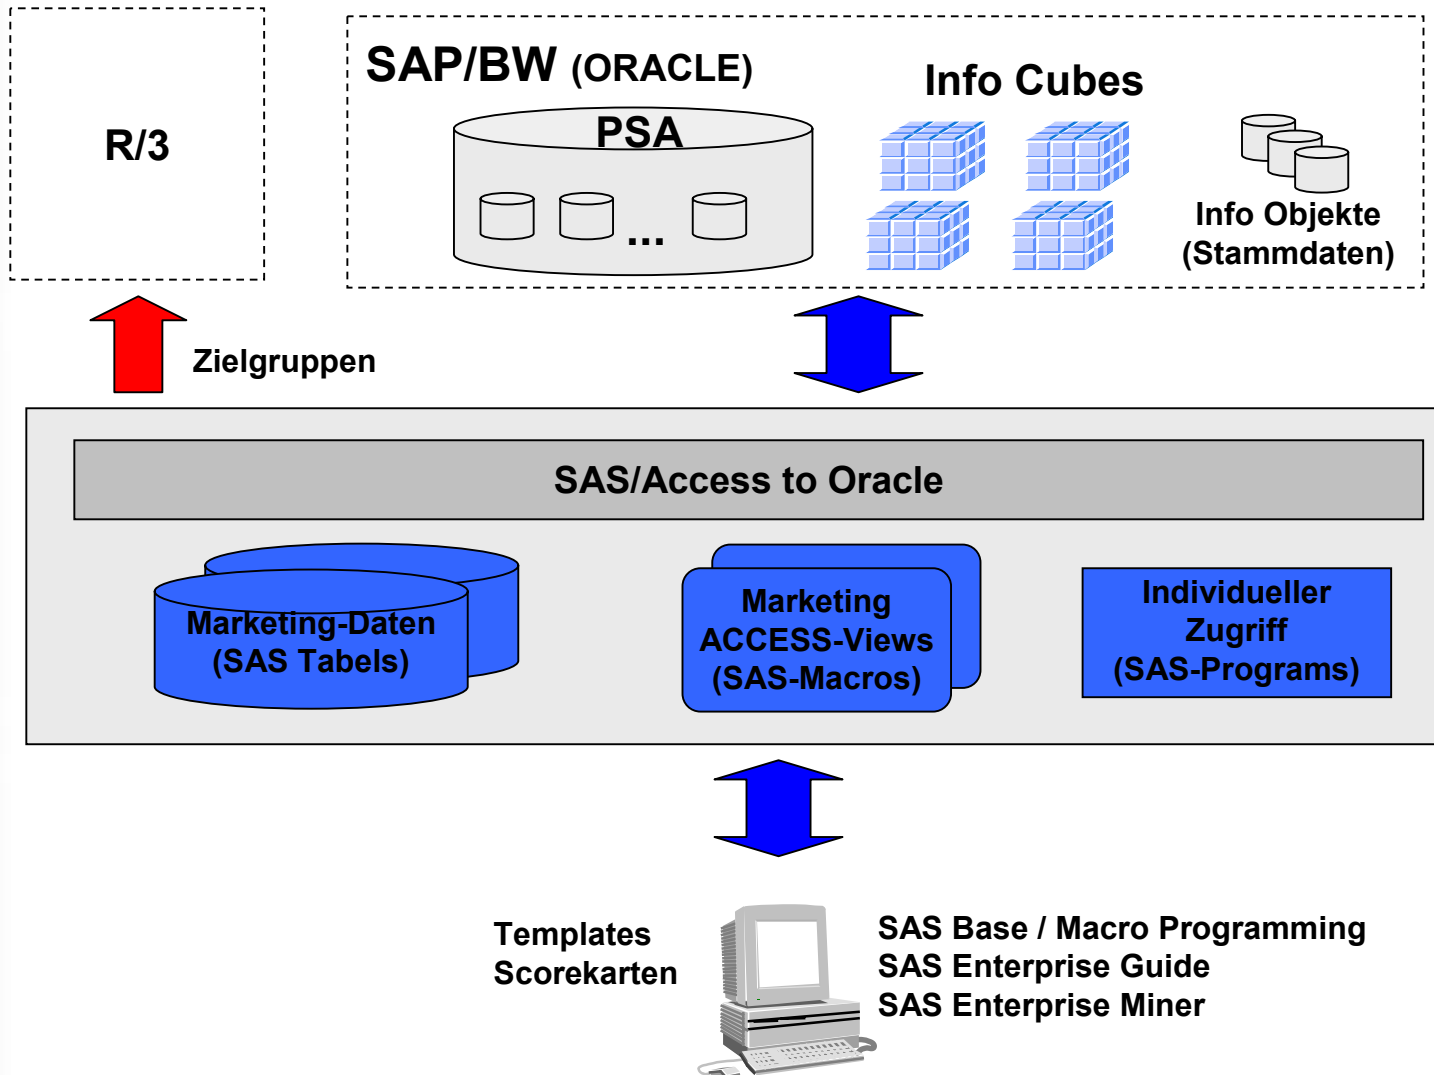 R/3
SAP/BW (ORACLE)
PSA
...
Info Cubes
Info Objekte
(Stammdaten)
Zielgruppen
SAS/Access to Oracle
Marketing-Daten
(SAS Tabels)
Marketing
ACCESS-Views
(SAS-Macros)
Individueller
Zugriff
(SAS-Programs)
Templates
Scorekarten
SAS Base / Macro Programming
SAS Enterprise Guide
SAS Enterprise Miner